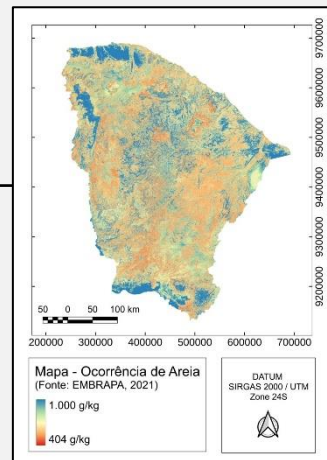 9700000
9600000
9500000
9400000
9300000
9200000
50 0 50 100 km
200000 300000 400000 500000 600000 700000
Mapa - Ocorrência de Areia
(Fonte: EMBRAPA, 2021)
1.000 g/kg
404 g/kg
DATUM
SIRGAS 2000 / UTM
Zone 24S